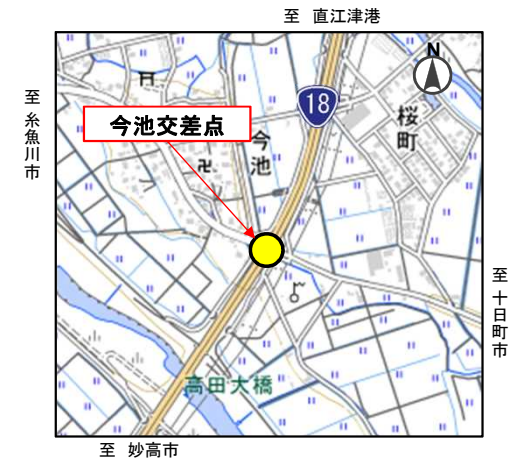 至 直江津港
N
至 糸魚川市
18
今池交差点
桜町
今池
至 十日町市
高田大橋
至 妙高市